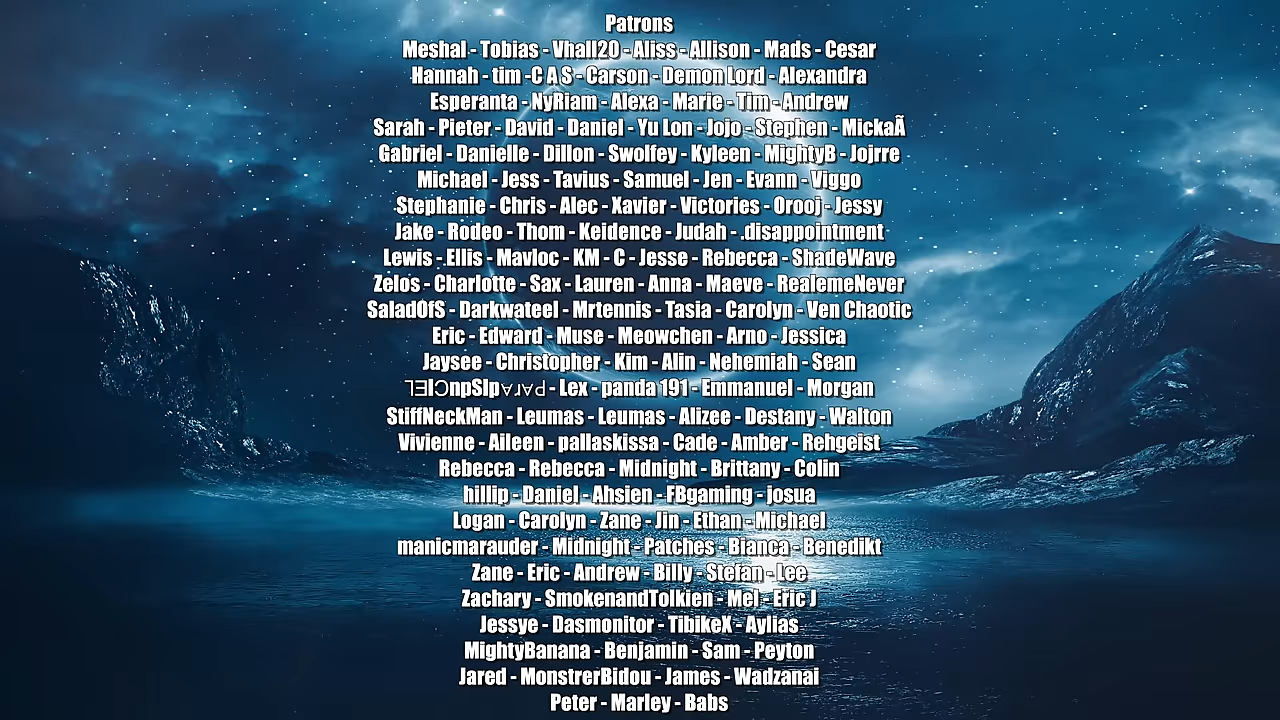 Patrons
Meshal - Tobias - Vhall20 - Aliss - Allison - Mads - Cesar
Hannah - tim -C A S - Carson - Demon Lord - Alexandra
Esperanta - NyRiam - Alexa - Marie - Tim - Andrew
Sarah - Pieter - David - Daniel - Yu Lon - Jojo - Stephen - MickaÃ
Gabriel - Danielle - Dillon - Swolfey - Kyleen - MightyB - Jojrre
Michael - Jess - Tavius - Samuel - Jen - Evann - Viggo
Stephanie - Chris - Alec - Xavier - Victories - Orooj - Jessy
Jake - Rodeo - Thom - Keidence - Judah - .disappointment
Lewis - Ellis - Mavloc - KM - C - Jesse - Rebecca - ShadeWave
Zelos - Charlotte - Sax - Lauren - Anna - Maeve - RealemeNever
SaladOfS - Darkwateel - Mrtennis - Tasia - Carolyn - Ven Chaotic
Eric - Edward - Muse - Meowchen - Arno - Jessica
Jaysee - Christopher - Kim - Alin - Nehemiah - Sean
- Lex - panda 191 - Emmanuel - Morgan
StiffNeckMan - Leumas - Leumas - Alizee - Destany - Walton
Vivienne - Aileen - pallaskissa - Cade - Amber - Rehgeist
Rebecca - Rebecca - Midnight - Brittany - Colin
hillip - Daniel - Ahsien - FBgaming - josua
Logan - Carolyn - Zane - Jin - Ethan - Michael
manicmarauder - Midnight - Patches - Bianca - Benedikt
Zane - Eric - Andrew - Billy - Stefan - Lee
Zachary - SmokenandTolkien - Mel - Eric J
Jessye - Dasmonitor - TibikeX - Aylias
MightyBanana - Benjamin - Sam - Peyton
Jared - MonstrerBidou - James - Wadzanai
Peter - Marley - Babs